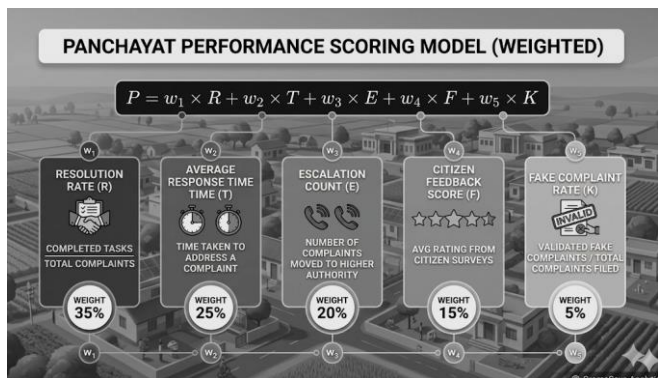 PANCHAYAT PERFORMANCE SCORING MODEL (WEIGHTED)
P = w₁ × R + w₂ × T + w₃ × E + w₄ × F + w₅ × K
w₁
RESOLUTION
RATE (R)
COMPLETED TASKS
TOTAL COMPLAINTS
WEIGHT
35%
w₁
w₂
AVERAGE
RESPONSE TIME
TIME (T)
TIME TAKEN TO
ADDRESS A
COMPLAINT
WEIGHT
25%
w₂
w₃
ESCALATION
COUNT (E)
NUMBER OF
COMPLAINTS
MOVED TO HIGHER
AUTHORITY
WEIGHT
20%
w₃
w₄
CITIZEN
FEEDBACK
SCORE (F)
AVG RATING FROM
CITIZEN SURVEYS
WEIGHT
15%
w₄
w₅
FAKE COMPLAINT
RATE (K)
INVALID
VALIDATED FAKE
COMPLAINTS / TOTAL
COMPLAINTS FILED
WEIGHT
5%